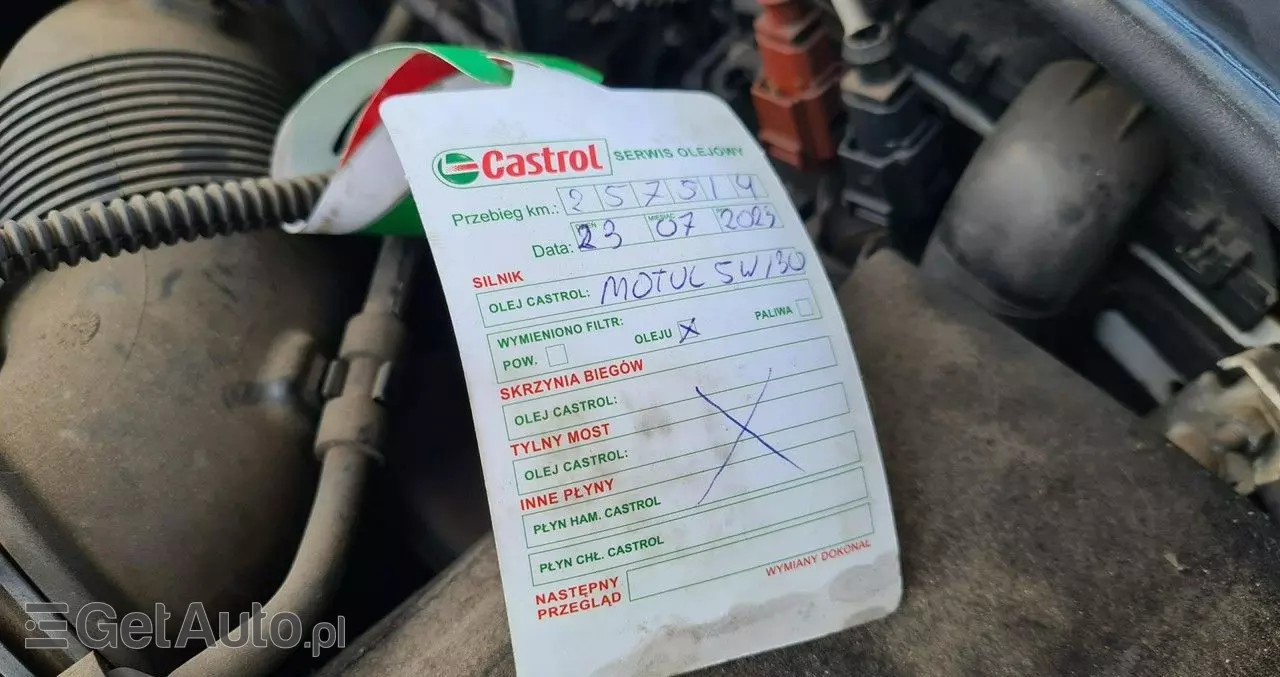 Castrol SERWIS OLEJOWY
Przebieg km.: 257514
Data: 23 07 2023
SILNIK
OLEJ CASTROL: MOTUL 5W/30
WYMIENIONO FILTR:
POW. OLEJU X PALIWA
SKRZYNIA BIEGÓW
OLEJ CASTROL:
TYLNY MOST
OLEJ CASTROL:
INNE PŁYNY
PŁYN HAM. CASTROL
PŁYN CHŁ. CASTROL
NASTĘPNY
PRZEGLĄD
WYMIANY DOKONAŁ
GetAuto.pl